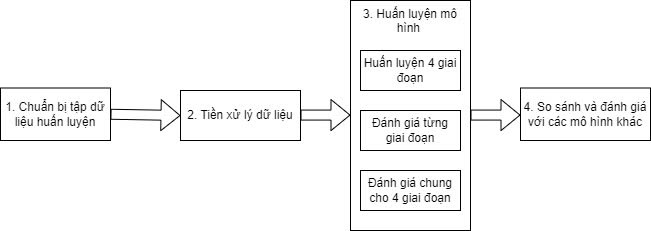 1. Chuẩn bị tập dữ
liệu huấn luyện
2. Tiền xử lý dữ liệu
3. Huấn luyện mô
hình
Huấn luyện 4 giai
đoạn
Đánh giá từng
giai đoạn
Đánh giá chung
cho 4 giai đoạn
4. So sánh và đánh giá
với các mô hình khác